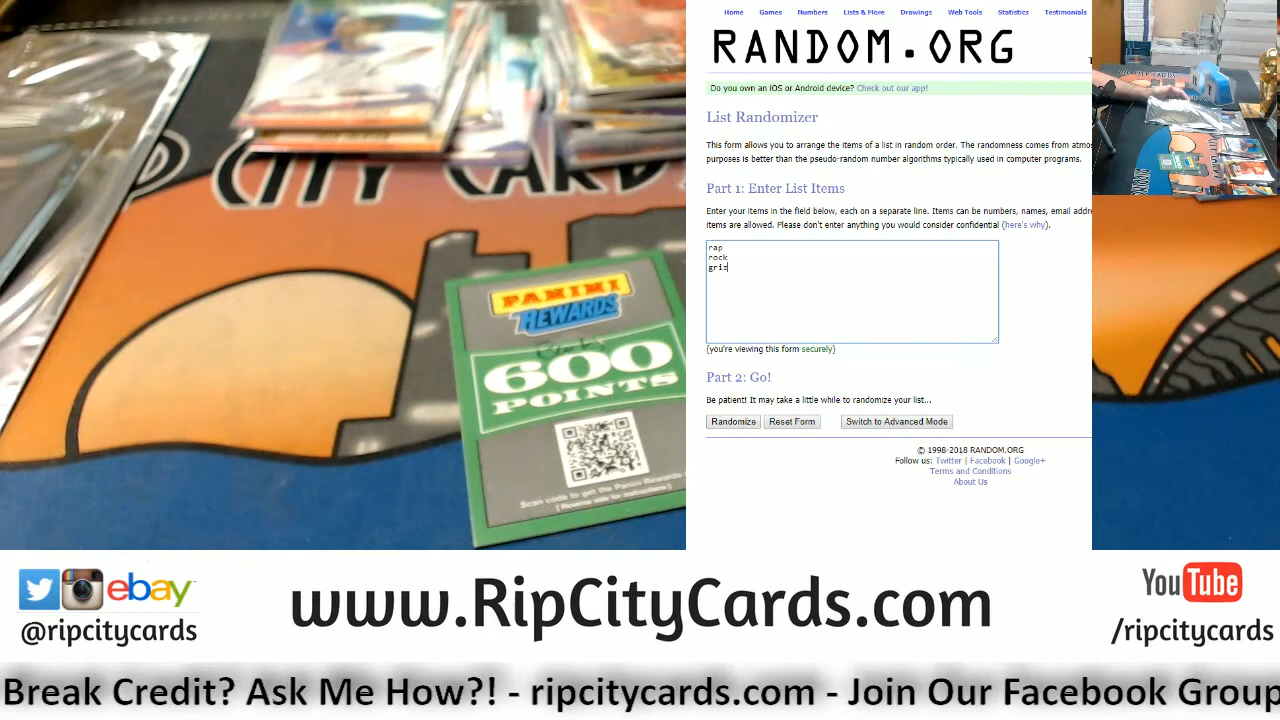 CITY CARD
PANINI
REWARDS
600
POINTS
Scan code to get the Panini Rewards
[ Reverse side for instructions ]
Home Games Numbers Lists & More Drawings Web Tools Statistics Testimonials
RANDOM.ORG
Do you own an iOS or Android device? Check out our app!
List Randomizer
This form allows you to arrange the items of a list in random order. The randomness comes from atmos
purposes is better than the pseudo-random number algorithms typically used in computer programs.
Part 1: Enter List Items
Enter your items in the field below, each on a separate line. Items can be numbers, names, email addre
items are allowed. Please don't enter anything you would consider confidential (here's why).
rap
rock
griz
(you're viewing this form securely)
Part 2: Go!
Be patient! It may take a little while to randomize your list...
Randomize Reset Form Switch to Advanced Mode
© 1998-2018 RANDOM.ORG
Follow us: Twitter | Facebook | Google+
Terms and Conditions
About Us
ebay
@ripcitycards
www.RipCityCards.com
YouTube
/ripcitycards
Break Credit? Ask Me How?! - ripcitycards.com - Join Our Facebook Group